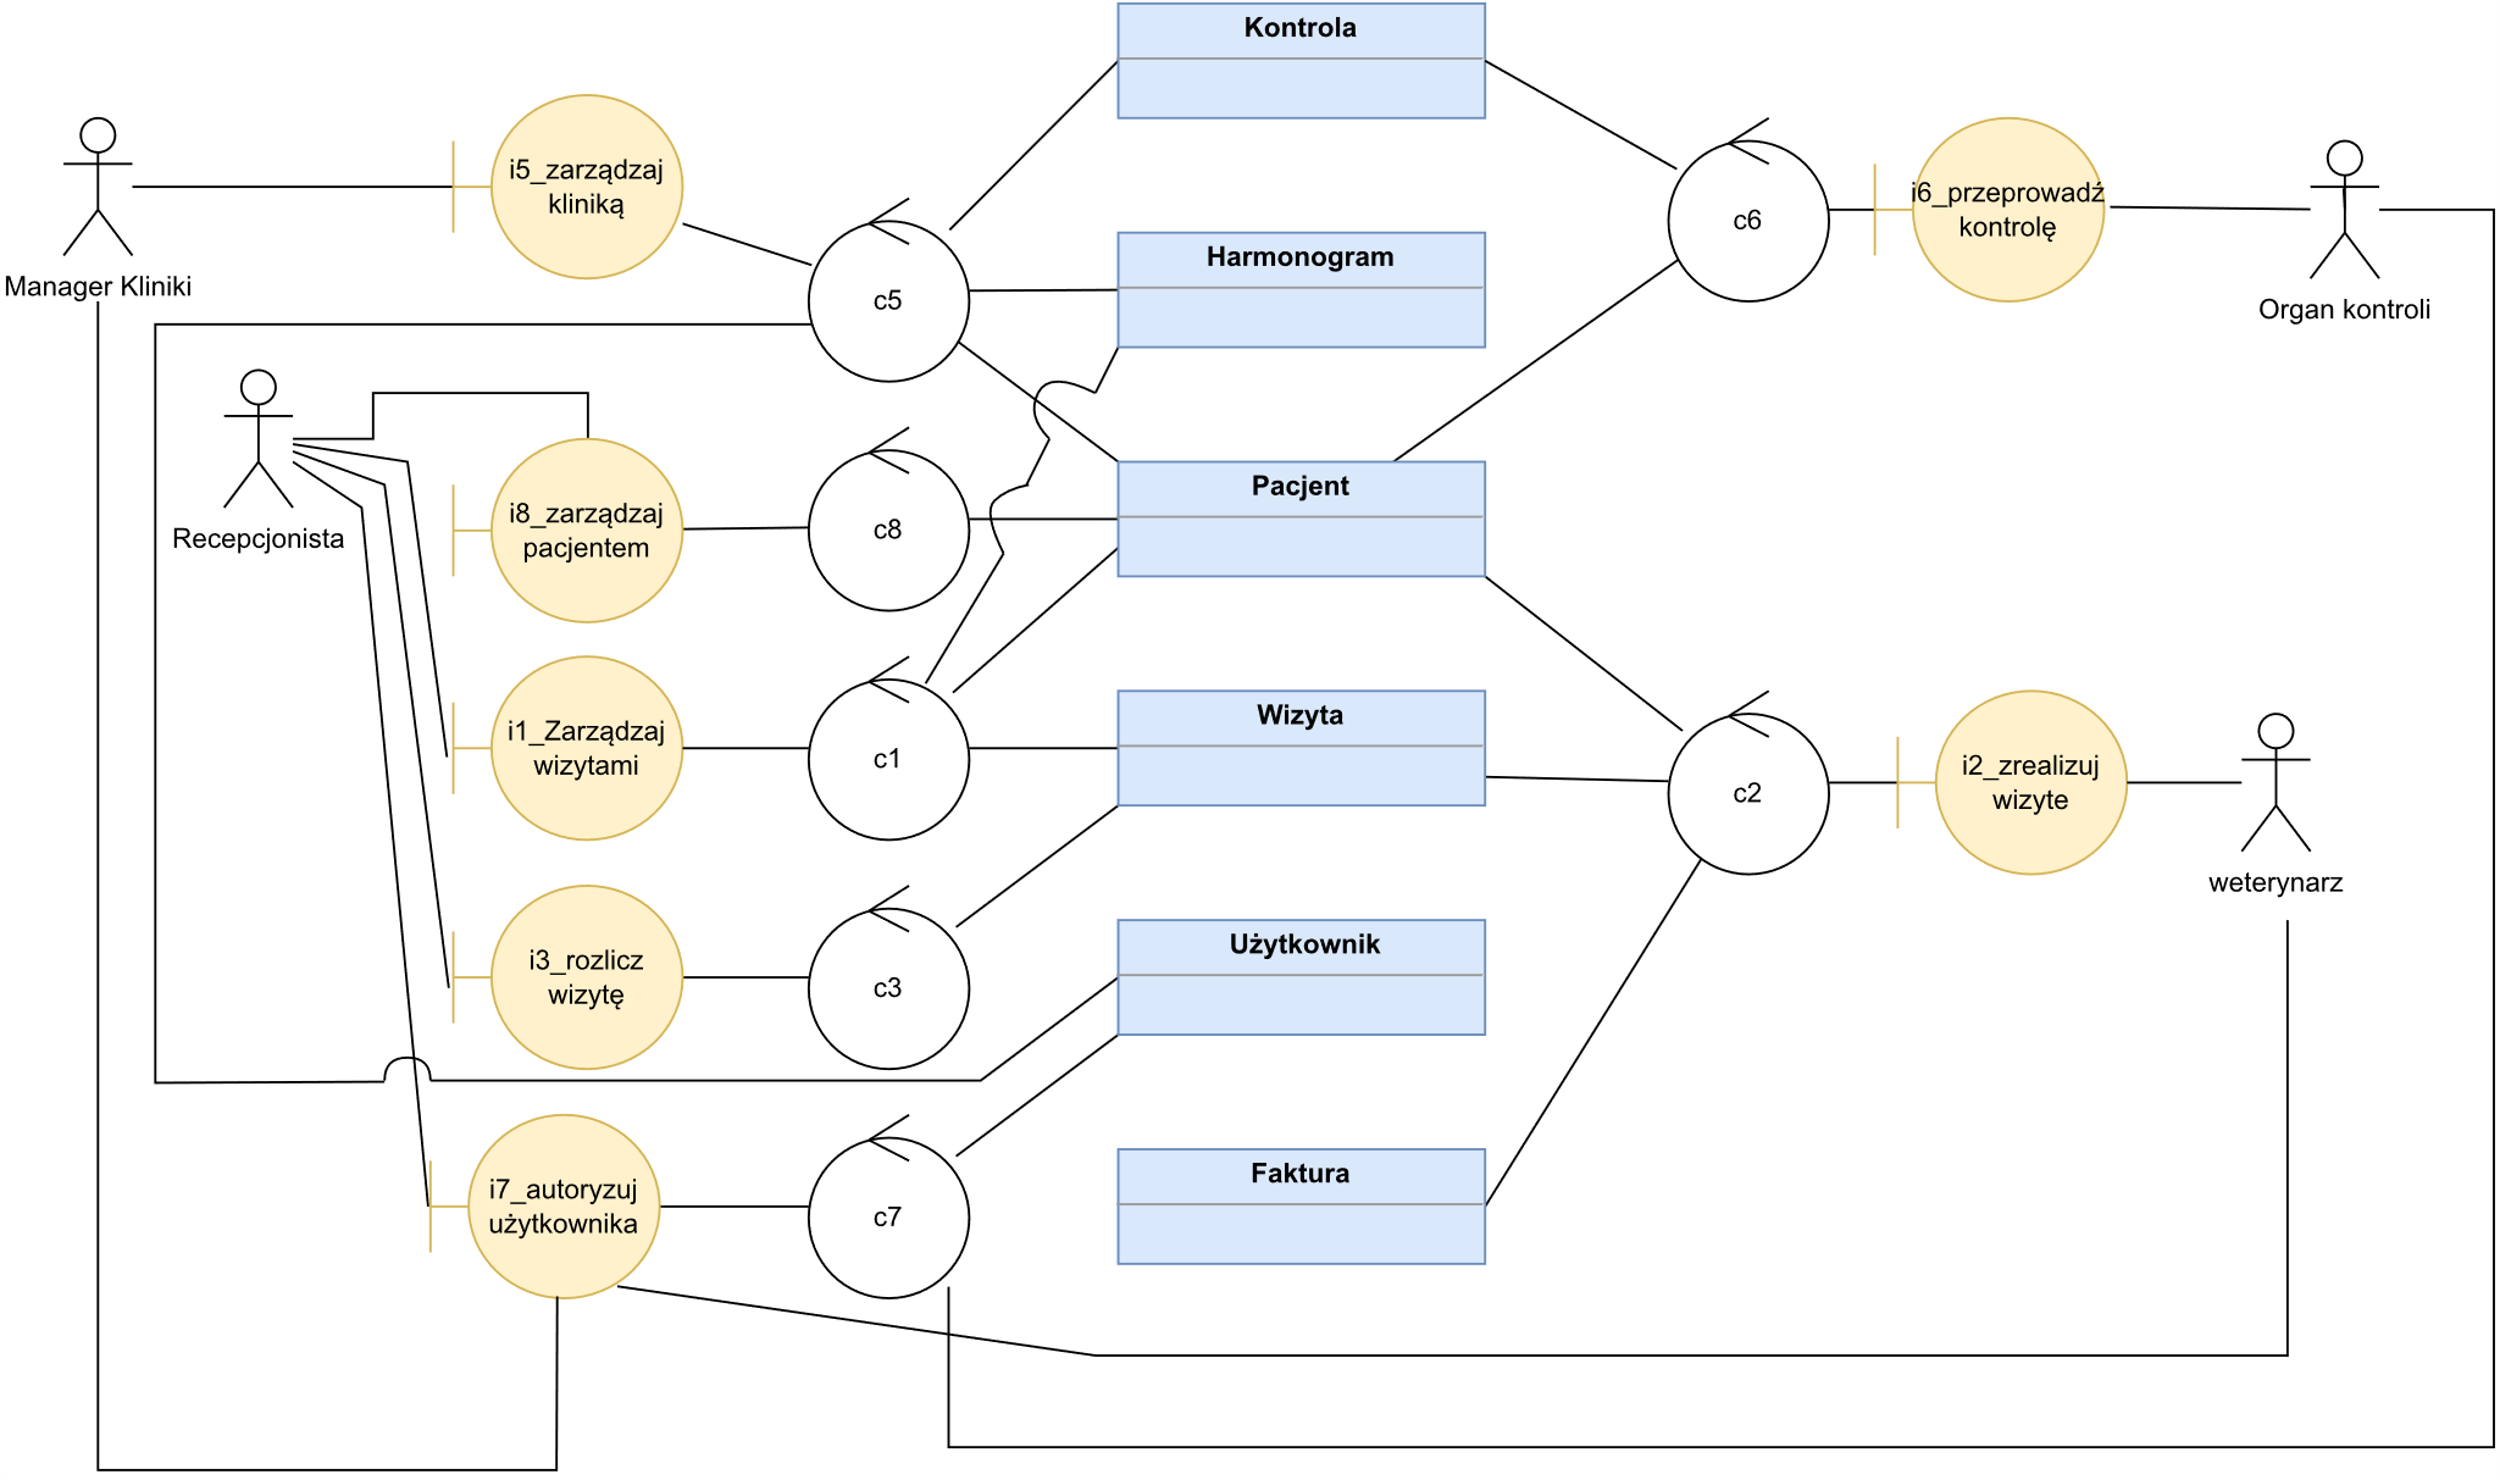 Kontrola
i5_zarządzaj
kliniką
i6_przeprowadź
kontrolę
c6
Harmonogram
Manager Kliniki
c5
Organ kontroli
Pacjent
i8_zarządzaj
pacjentem
c8
Recepcjonista
Wizyta
i1_Zarządzaj
wizytami
c1
i2_zrealizuj
wizyte
c2
weterynarz
Użytkownik
i3_rozlicz
wizytę
c3
Faktura
i7_autoryzuj
użytkownika
c7